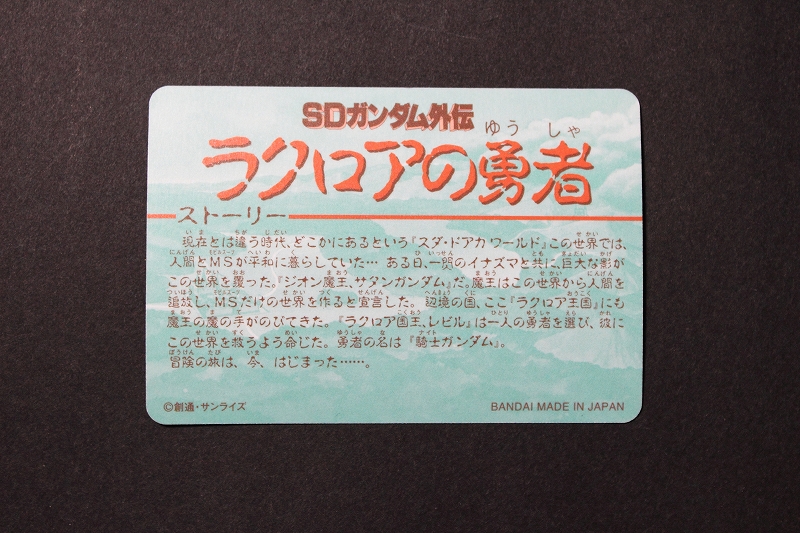 SDガンダム外伝
ゆうしゃ
ラクロアの勇者
ストーリー
現在とは違う時代、どこかにあるという『スダ・ドアカ ワールド』この世界では、
人間とMSが平和に暮らしていた… ある日、一閃のイナズマと共に、巨大な影が
この世界を覆った。『ジオン魔王、サタンガンダム』だ。魔王はこの世界から人間を
追放し、MSだけの世界を作ると宣言した。 辺境の国、ここ『ラクロア王国』にも
魔王の魔の手がのびてきた。『ラクロア国王、レビル』は一人の勇者を選び、彼に
この世界を救うよう命じた。勇者の名は『騎士ガンダム』。
冒険の旅は、今、はじまった……。
©創通・サンライズ
BANDAI MADE IN JAPAN